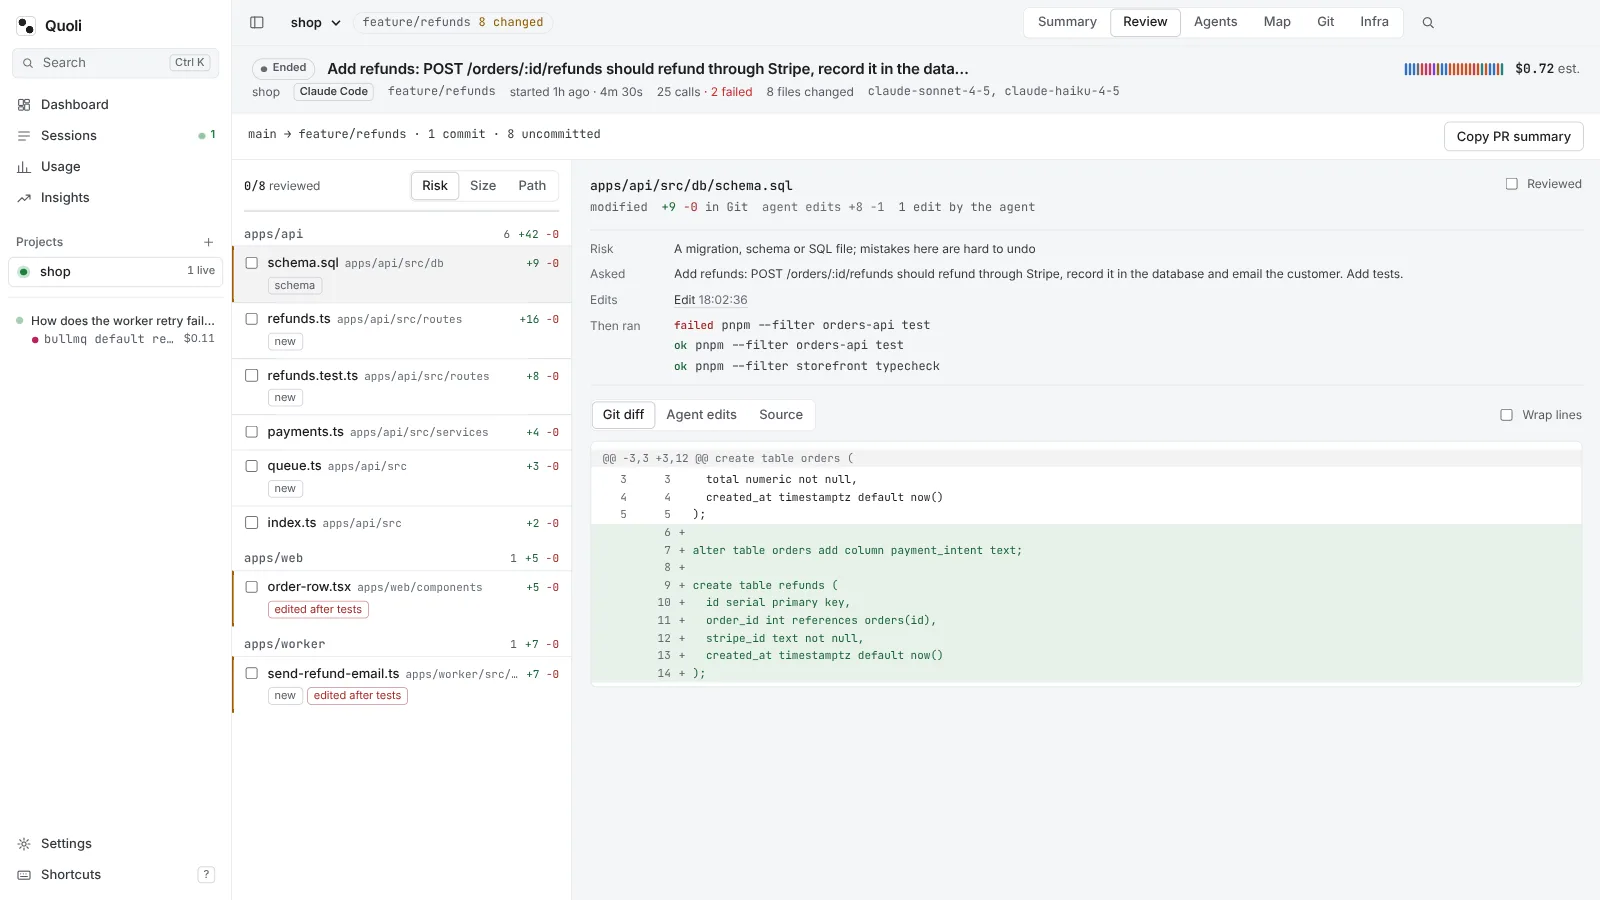 Quoli
Search Ctrl K
Dashboard
Sessions 1
Usage
Insights
Projects
shop 1 live
How does the worker retry fail...
bullmq default re... $0.11
Settings
Shortcuts ?
shop feature/refunds 8 changed
Summary Review Agents Map Git Infra
Ended Add refunds: POST /orders/:id/refunds should refund through Stripe, record it in the data... $0.72 est.
shop Claude Code feature/refunds started 1h ago · 4m 30s 25 calls · 2 failed 8 files changed claude-sonnet-4-5, claude-haiku-4-5
main → feature/refunds · 1 commit · 8 uncommitted
Copy PR summary
0/8 reviewed Risk Size Path
apps/api 6 +42 -0
schema.sql apps/api/src/db +9 -0
schema
refunds.ts apps/api/src/routes +16 -0
new
refunds.test.ts apps/api/src/routes +8 -0
new
payments.ts apps/api/src/services +4 -0
queue.ts apps/api/src +3 -0
new
index.ts apps/api/src +2 -0
apps/web 1 +5 -0
order-row.tsx apps/web/components +5 -0
edited after tests
apps/worker 1 +7 -0
send-refund-email.ts apps/worker/src/… +7 -0
new edited after tests
apps/api/src/db/schema.sql Reviewed
modified +9 -0 in Git agent edits +8 -1 1 edit by the agent
Risk A migration, schema or SQL file; mistakes here are hard to undo
Asked Add refunds: POST /orders/:id/refunds should refund through Stripe, record it in the database and email the customer. Add tests.
Edits Edit 18:02:36
Then ran failed pnpm --filter orders-api test
ok pnpm --filter orders-api test
ok pnpm --filter storefront typecheck
Git diff Agent edits Source Wrap lines
@@ -3,3 +3,12 @@ create table orders (
3 3 total numeric not null,
4 4 created_at timestamptz default now()
5 5 );
6 +
7 + alter table orders add column payment_intent text;
8 +
9 + create table refunds (
10 + id serial primary key,
11 + order_id int references orders(id),
12 + stripe_id text not null,
13 + created_at timestamptz default now()
14 + );